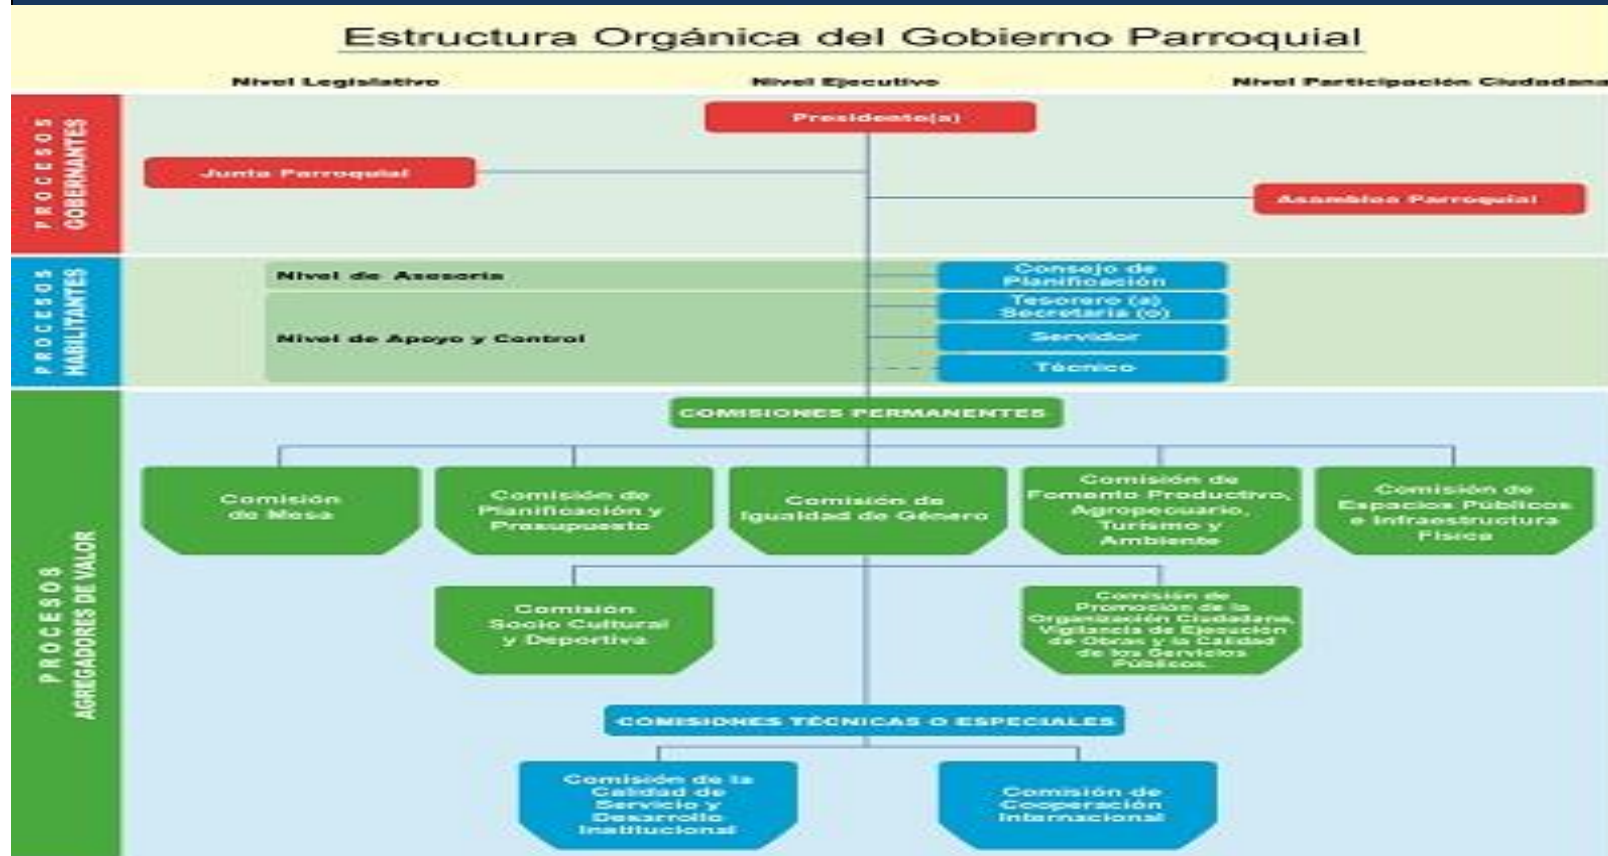 Estructura Orgánica del Gobierno Parroquial
Nivel Legislativo
Nivel Ejecutivo
Nivel Participación Ciudadana
PROCESOS
GOBERNANTES
Presidente(a)
Junta Parroquial
Asamblea Parroquial
PROCESOS
HABILITANTES
Nivel de Asesoría
Consejo de
Planificación
Nivel de Apoyo y Control
Tesorero (a)
Secretaria (o)
Servidor
Técnico
PROCESOS
AGREGADORES DE VALOR
COMISIONES PERMANENTES
Comisión
de Mesa
Comisión de
Planificación y
Presupuesto
Comisión de
Igualdad de Género
Comisión de
Fomento Productivo,
Agropecuario,
Turismo y
Ambiente
Comisión de
Espacios Públicos
e Infraestructura
Física
Comisión
Socio Cultural
y Deportiva
Comisión de
Promoción de la
Organización Ciudadana,
Vigilancia de Ejecución
de Obras y la Calidad
de los Servicios
Públicos.
COMISIONES TÉCNICAS O ESPECIALES
Comisión de la
Calidad de
Servicio y
Desarrollo
Institucional
Comisión de
Cooperación
Internacional